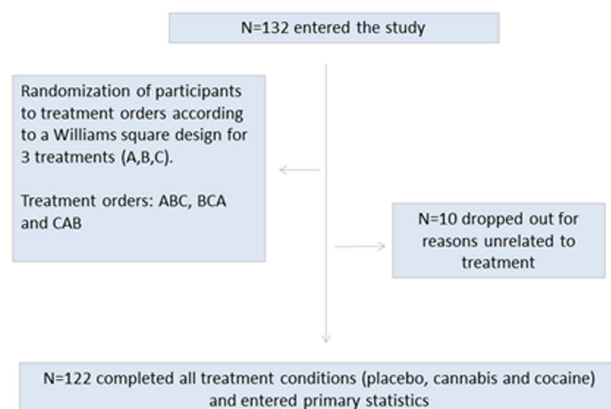 N=132 entered the study
Randomization of participants
to treatment orders according
to a Williams square design for
3 treatments (A,B,C).
Treatment orders: ABC, BCA
and CAB
N=10 dropped out for
reasons unrelated to
treatment
N=122 completed all treatment conditions (placebo, cannabis and cocaine)
and entered primary statistics